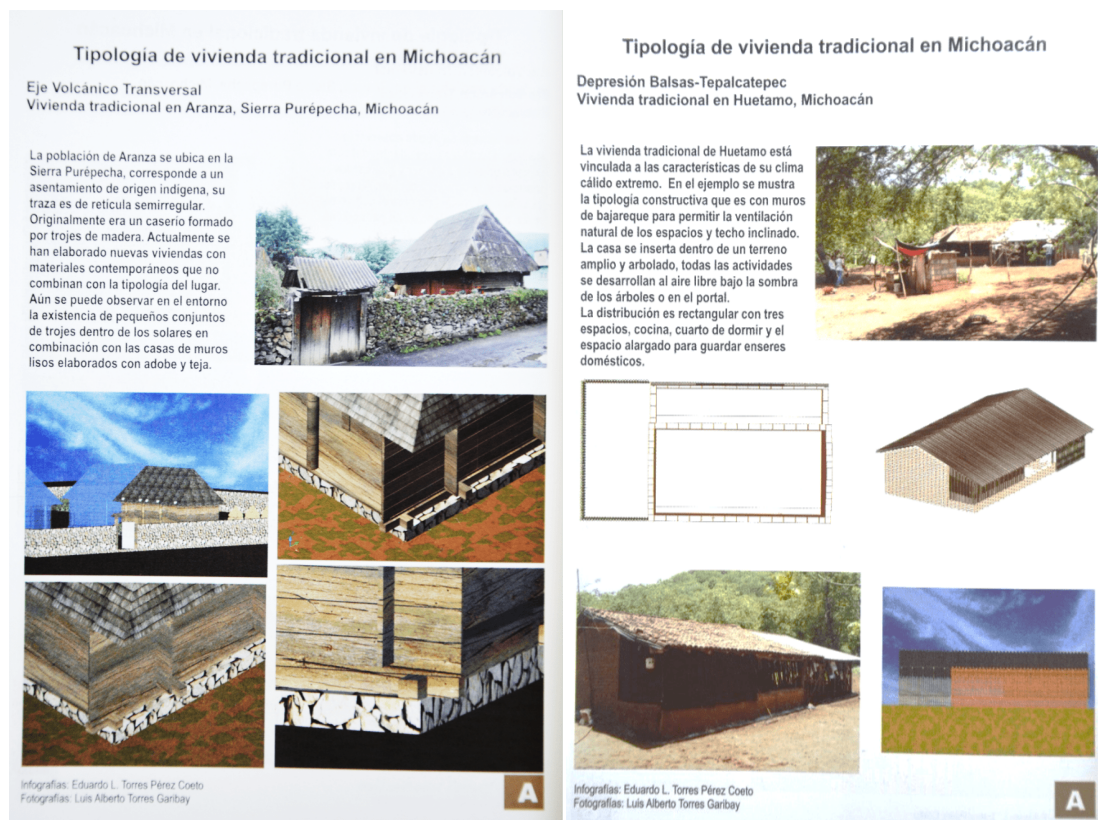 Tipología de vivienda tradicional en Michoacán
Eje Volcánico Transversal
Vivienda tradicional en Aranza, Sierra Purépecha, Michoacán
La población de Aranza se ubica en la
Sierra Purépecha, corresponde a un
asentamiento de origen indígena, su
traza es de retícula semirregular.
Originalmente era un caserio formado
por trojes de madera. Actualmente se
han elaborado nuevas viviendas con
materiales contemporáneos que no
combinan con la tipología del lugar.
Aún se puede observar en el entorno
la existencia de pequeños conjuntos
de trojes dentro de los solares en
combinación con las casas de muros
lisos elaborados con adobe y teja.
Infografías: Eduardo L. Torres Pérez Coeto
Fotografías: Luis Alberto Torres Garibay
A
Tipología de vivienda tradicional en Michoacán
Depresión Balsas-Tepalcatepec
Vivienda tradicional en Huetamo, Michoacán
La vivienda tradicional de Huetamo está
vinculada a las características de su clima
cálido extremo. En el ejemplo se mustra
la tipología constructiva que es con muros
de bajareque para permitir la ventilación
natural de los espacios y techo inclinado.
La casa se inserta dentro de un terreno
amplio y arbolado, todas las actividades
se desarrollan al aire libre bajo la sombra
de los árboles o en el portal.
La distribución es rectangular con tres
espacios, cocina, cuarto de dormir y el
espacio alargado para guardar enseres
domésticos.
Infografías: Eduardo L. Torres Pérez Coeto
Fotografías: Luis Alberto Torres Garibay
A